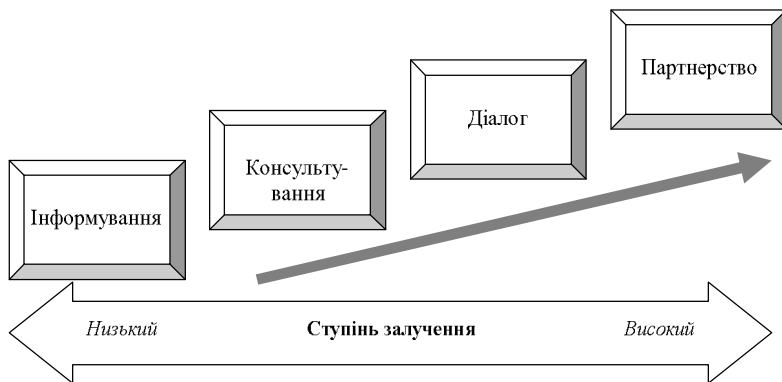 Партнерство
Діалог
Консульту-
вання
Інформування
Низький Ступінь залучення Високий